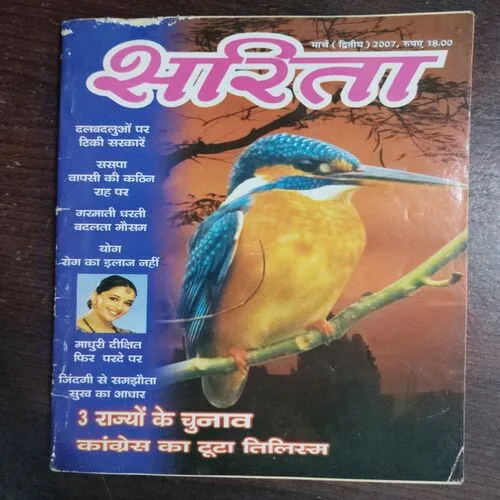 मार्च ( द्वितीय ) 2007, रुपए 18.00
सरिता
दलबदलुओं पर
टिकी सरकारें
ससपा
वापसी की कठिन
राह पर
गरमाती धरती
बदलता मौसम
योग
रोग का इलाज नहीं
माधुरी दीक्षित
फिर परदे पर
जिंदगी से समझौता
सुख का आधार
3 राज्यों के चुनाव
कांग्रेस का टूटा तिलिस्म